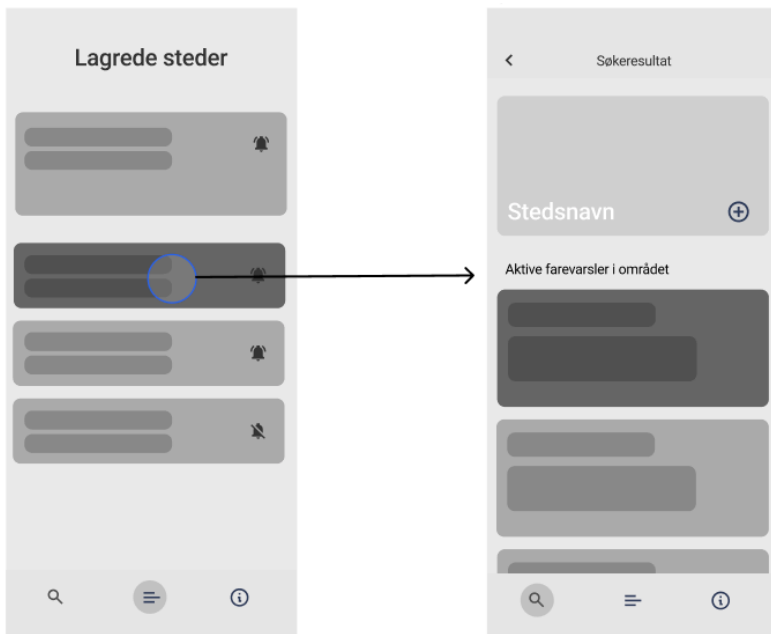 Lagrede steder
Søkeresultat
Stedsnavn
Aktive farevarsler i området